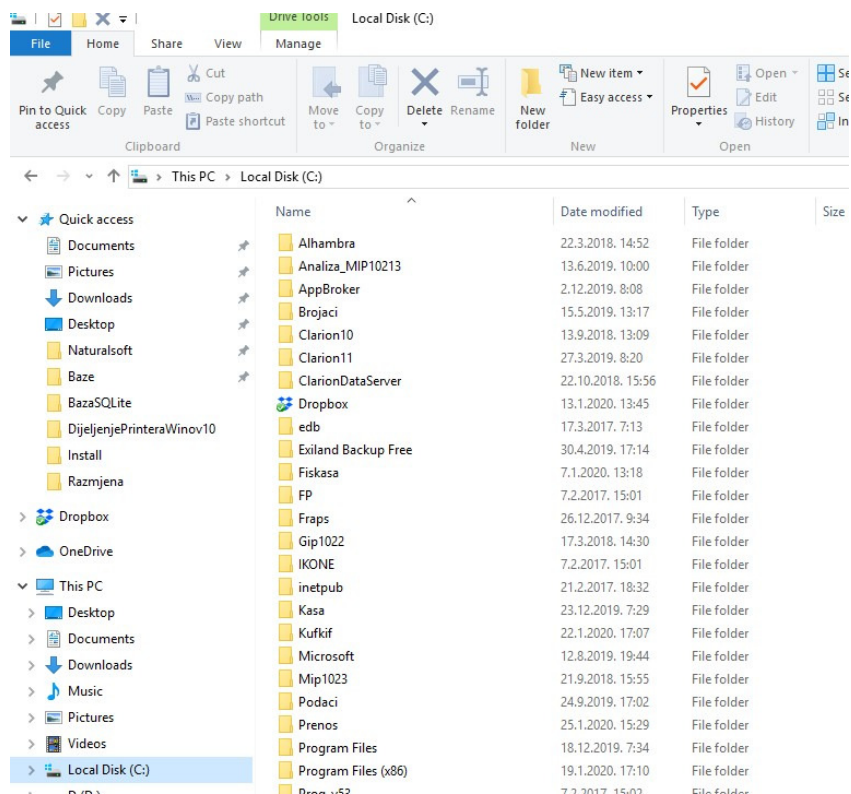 Drive Tools Local Disk (C:)
File Home Share View Manage
Pin to Quick access
Copy
Paste
Cut
Copy path
Paste shortcut
Move to
Copy to
Delete
Rename
New folder
New item
Easy access
Properties
Open
Edit
History
Se
Se
In
Clipboard Organize New Open
This PC > Local Disk (C:)
Quick access
Documents
Pictures
Downloads
Desktop
Naturalsoft
Baze
BazaSQLite
DijeljenjePrinteraWinov10
Install
Razmjena
Dropbox
OneDrive
This PC
Desktop
Documents
Downloads
Music
Pictures
Videos
Local Disk (C:)
Name Date modified Type Size
Alhambra 22.3.2018. 14:52 File folder
Analiza_MIP10213 13.6.2019. 10:00 File folder
AppBroker 2.12.2019. 8:08 File folder
Brojaci 15.5.2019. 13:17 File folder
Clarion10 13.9.2018. 13:09 File folder
Clarion11 27.3.2019. 8:20 File folder
ClarionDataServer 22.10.2018. 15:56 File folder
Dropbox 13.1.2020. 13:45 File folder
edb 17.3.2017. 7:13 File folder
Exiland Backup Free 30.4.2019. 17:14 File folder
Fiskasa 7.1.2020. 13:18 File folder
FP 7.2.2017. 15:01 File folder
Fraps 26.12.2017. 9:34 File folder
Gip1022 17.3.2018. 14:30 File folder
IKONE 7.2.2017. 15:01 File folder
inetpub 21.2.2017. 18:32 File folder
Kasa 23.12.2019. 7:29 File folder
Kufkif 22.1.2020. 17:07 File folder
Microsoft 12.8.2019. 19:44 File folder
Mip1023 21.9.2018. 15:55 File folder
Podaci 24.9.2019. 17:02 File folder
Prenos 25.1.2020. 15:29 File folder
Program Files 18.12.2019. 7:34 File folder
Program Files (x86) 19.1.2020. 17:10 File folder
Prog_v53 7.2.2017. 15:02 File folder